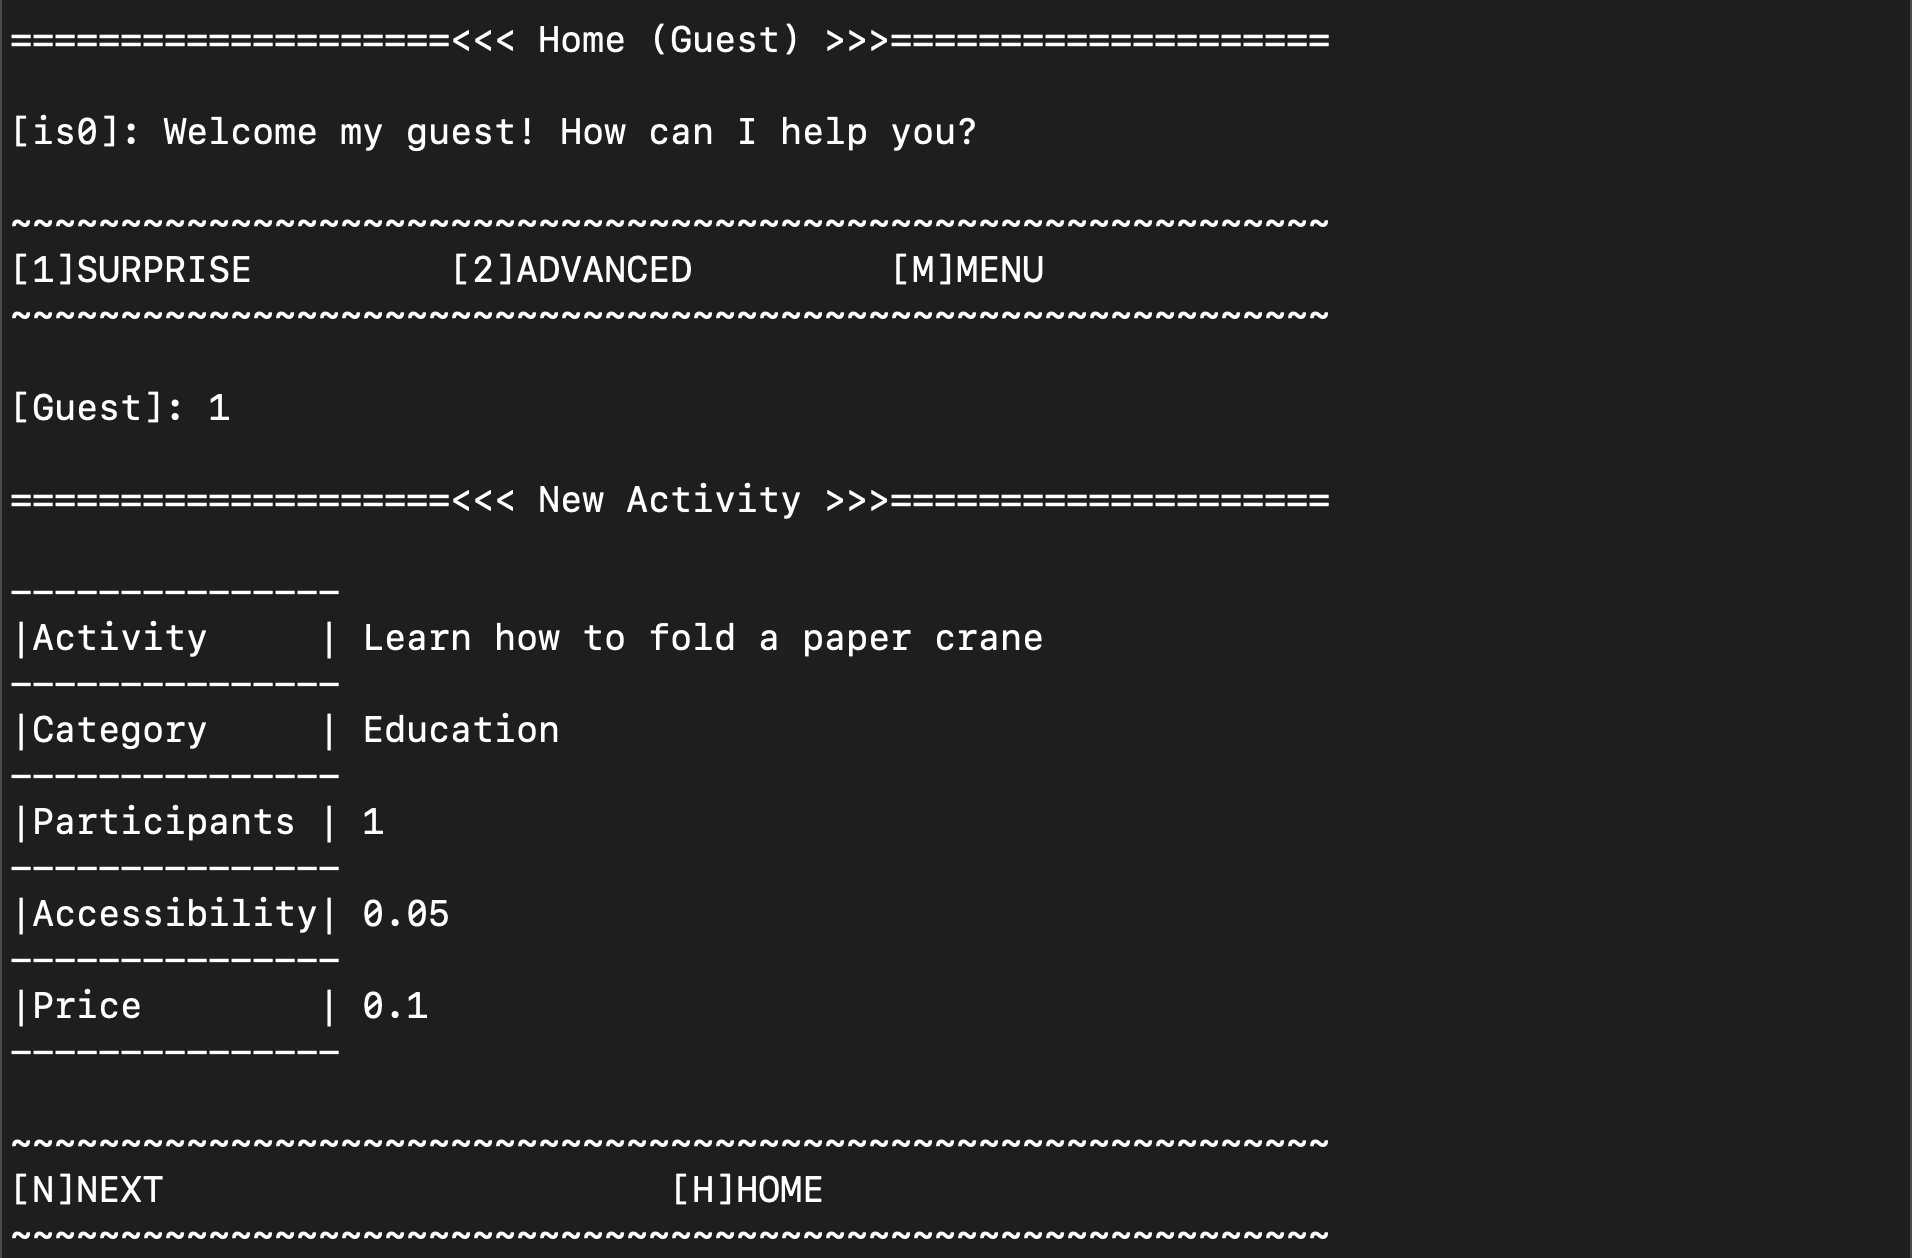 ====================<<< Home (Guest) >>>====================
[is0]: Welcome my guest! How can I help you?
~~~~~~~~~~~~~~~~~~~~~~~~~~~~~~~~~~~~~~~~~~~~~~~~~~~~~~~~~~~~
[1]SURPRISE         [2]ADVANCED         [M]MENU
~~~~~~~~~~~~~~~~~~~~~~~~~~~~~~~~~~~~~~~~~~~~~~~~~~~~~~~~~~~~
[Guest]: 1
====================<<< New Activity >>>====================
---------------
|Activity     | Learn how to fold a paper crane
---------------
|Category     | Education
---------------
|Participants | 1
---------------
|Accessibility| 0.05
---------------
|Price        | 0.1
---------------
~~~~~~~~~~~~~~~~~~~~~~~~~~~~~~~~~~~~~~~~~~~~~~~~~~~~~~~~~~~~
[N]NEXT                       [H]HOME
~~~~~~~~~~~~~~~~~~~~~~~~~~~~~~~~~~~~~~~~~~~~~~~~~~~~~~~~~~~~